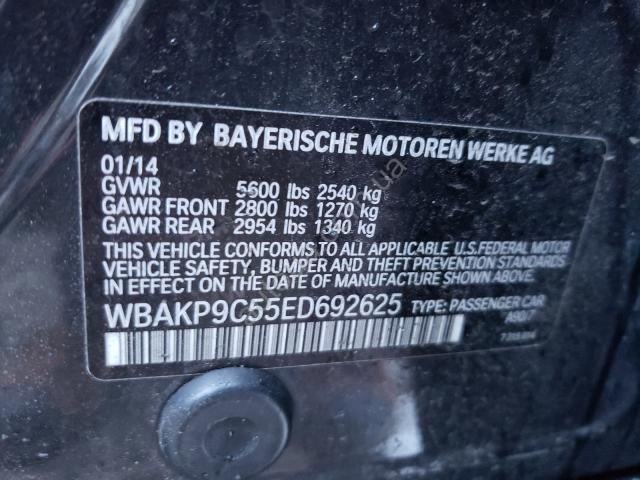 MFD BY BAYERISCHE MOTOREN WERKE AG
01/14
GVWR 5600 lbs 2540 kg
GAWR FRONT 2800 lbs 1270 kg
GAWR REAR 2954 lbs 1340 kg
THIS VEHICLE CONFORMS TO ALL APPLICABLE U.S. FEDERAL MOTOR
VEHICLE SAFETY, BUMPER, AND THEFT PREVENTION STANDARDS
IN EFFECT ON THE DATE OF MANUFACTURE SHOWN ABOVE.
WBAKP9C55ED692625 TYPE: PASSENGER CAR
A90/7